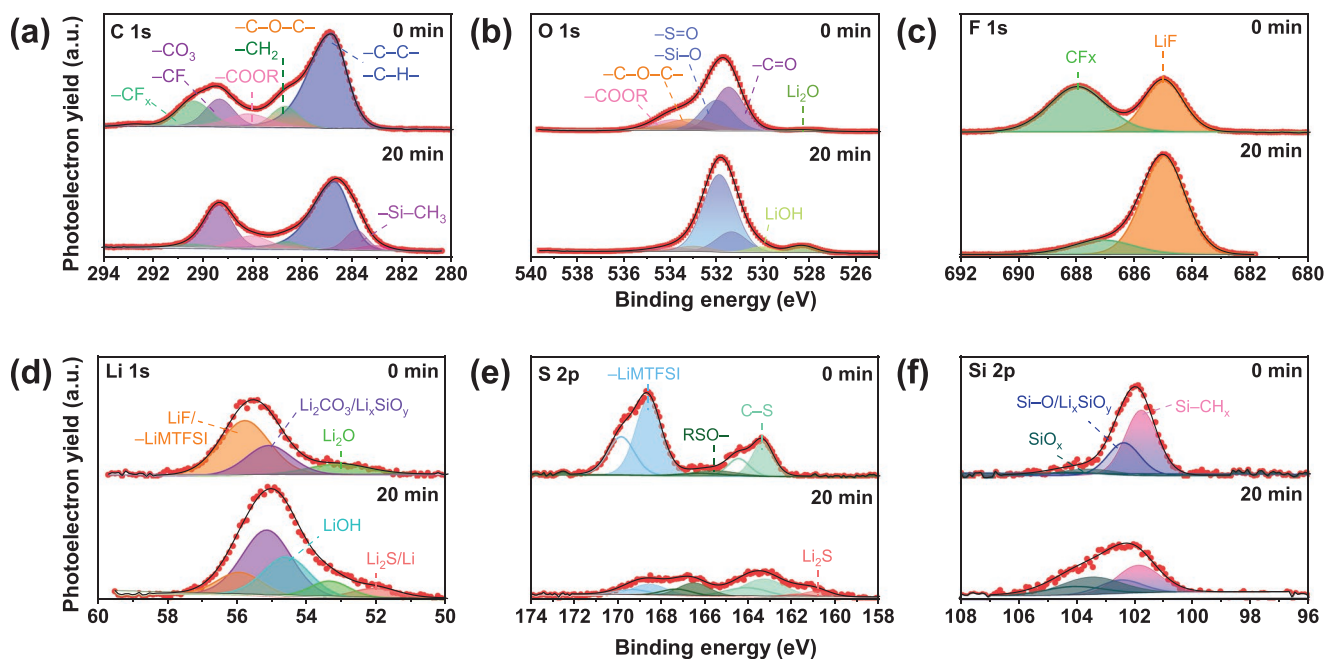 (a)
C 1s
0 min
–C–O–C–
–CH₂
–CO₃
–CF
–COOR
–C–C–
–C–H–
–CFₓ
20 min
–Si–CH₃
294 292 290 288 286 284 282 280
Photoelectron yield (a.u.)
(b)
O 1s
0 min
–S=O
–Si–O
–C–O–C–
–COOR
–C=O
Li₂O
20 min
LiOH
540 538 536 534 532 530 528 526
Binding energy (eV)
(c)
F 1s
0 min
CFx
LiF
20 min
692 690 688 686 684 682 680
(d)
Li 1s
0 min
LiF/
–LiMTFSI
Li₂CO₃/LiₓSiOᵧ
Li₂O
20 min
LiOH
Li₂S/Li
60 58 56 54 52 50
Photoelectron yield (a.u.)
(e)
S 2p
0 min
–LiMTFSI
C–S
RSO–
20 min
Li₂S
174 172 170 168 166 164 162 160 158
Binding energy (eV)
(f)
Si 2p
0 min
Si–O/LiₓSiOᵧ
Si–CHₓ
SiOₓ
20 min
108 106 104 102 100 98 96